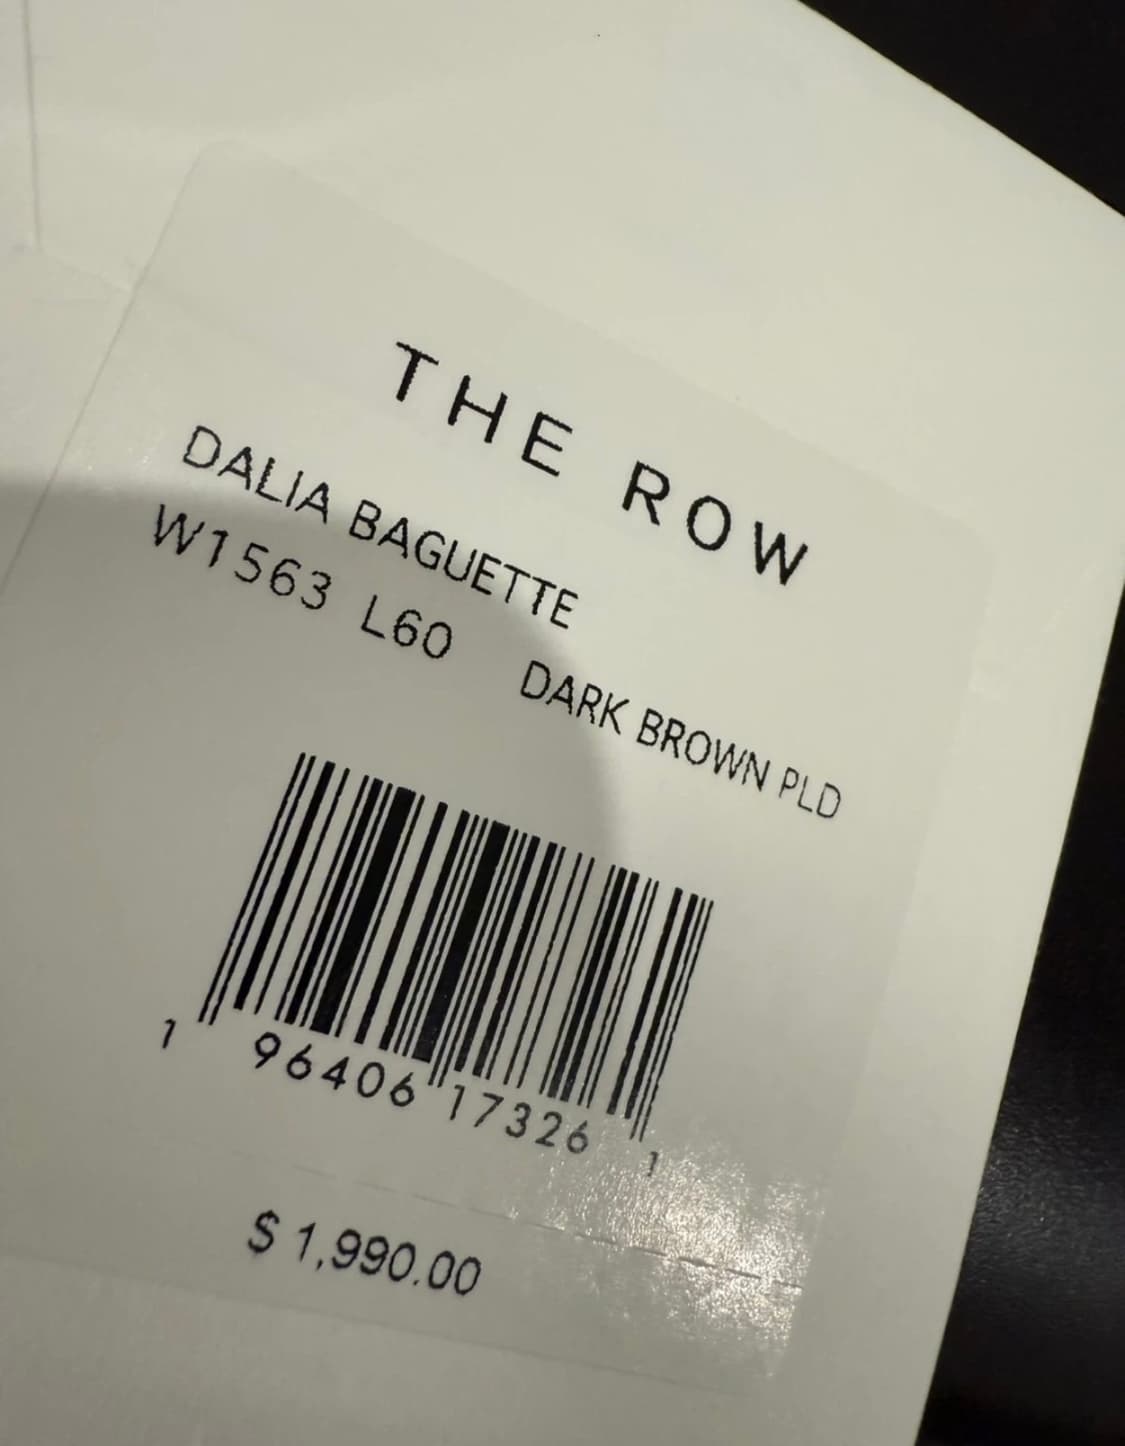 THE ROW
DALIA BAGUETTE
W1563 L60 DARK BROWN PLD
1 96406 17326 1
$ 1,990.00